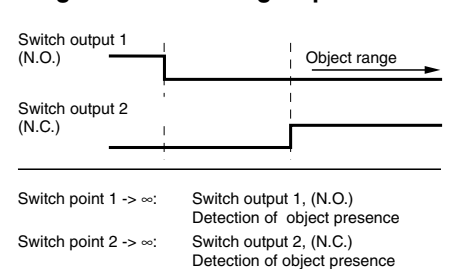 Switch output 1
(N.O.)
Object range
Switch output 2
(N.C.)
Switch point 1 -> ∞: Switch output 1, (N.O.)
Detection of object presence
Switch point 2 -> ∞: Switch output 2, (N.C.)
Detection of object presence